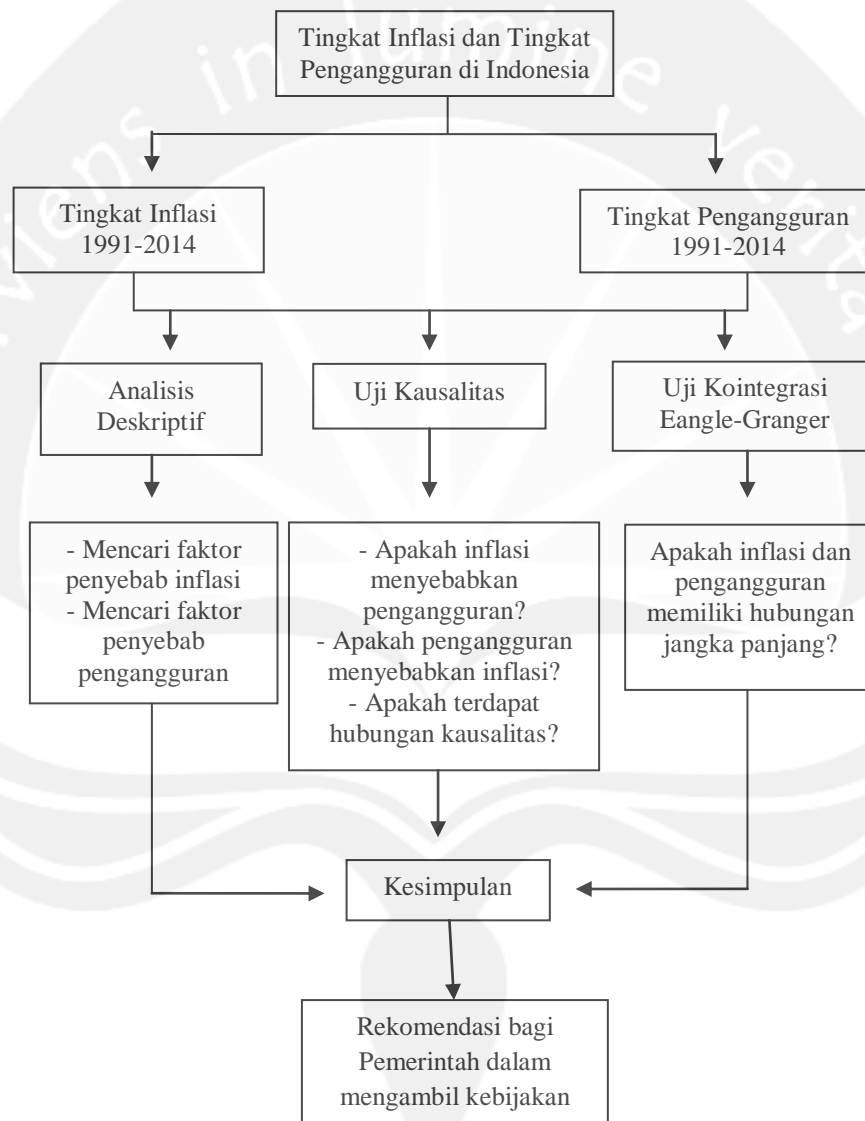 Tingkat Inflasi dan Tingkat
Pengangguran di Indonesia
Tingkat Inflasi
1991-2014
Tingkat Pengangguran
1991-2014
Analisis
Deskriptif
Uji Kausalitas
Uji Kointegrasi
Eangle-Granger
- Mencari faktor
penyebab inflasi
- Mencari faktor
penyebab
pengangguran
- Apakah inflasi
menyebabkan
pengangguran?
- Apakah pengangguran
menyebabkan inflasi?
- Apakah terdapat
hubungan kausalitas?
Apakah inflasi dan
pengangguran
memiliki hubungan
jangka panjang?
Kesimpulan
Rekomendasi bagi
Pemerintah dalam
mengambil kebijakan
in lumine